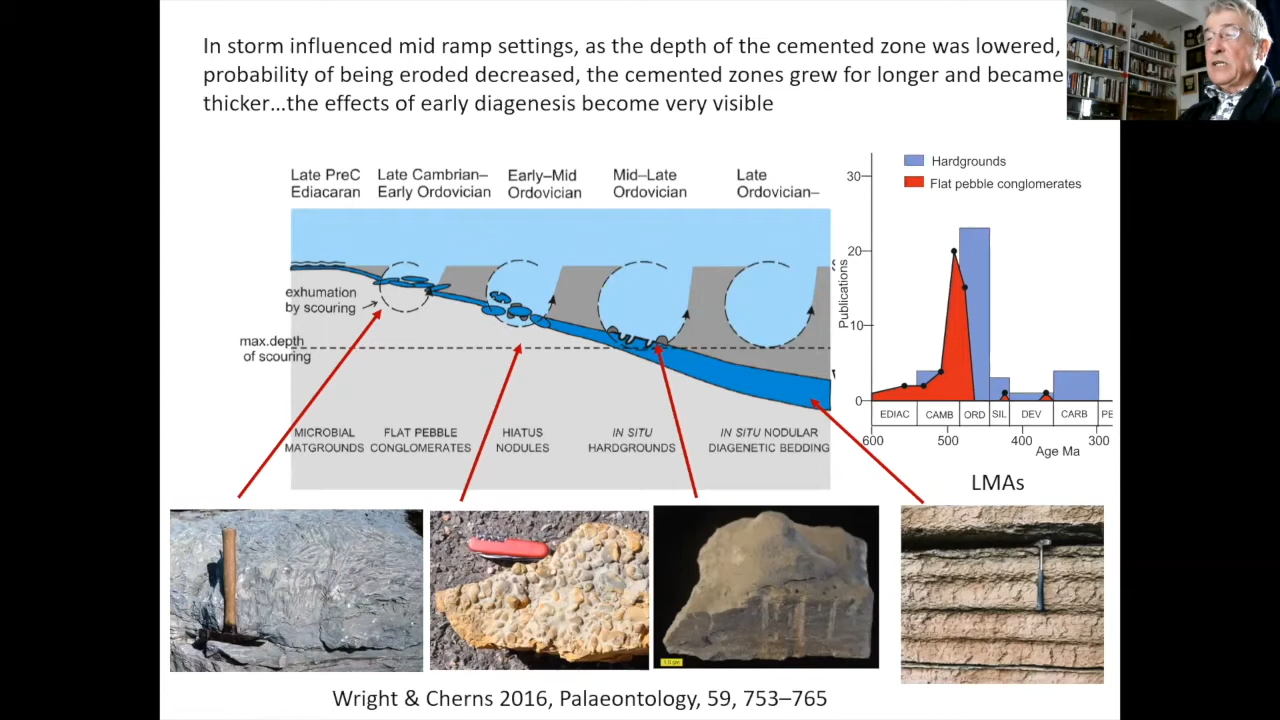 In storm influenced mid ramp settings, as the depth of the cemented zone was lowered,
probability of being eroded decreased, the cemented zones grew for longer and became
thicker…the effects of early diagenesis become very visible
Late PreC
Ediacaran
Late Cambrian–
Early Ordovician
Early–Mid
Ordovician
Mid–Late
Ordovician
Late
Ordovician–
exhumation
by scouring
max.depth
of scouring
MICROBIAL
MATGROUNDS
FLAT PEBBLE
CONGLOMERATES
HIATUS
NODULES
IN SITU
HARDGROUNDS
IN SITU NODULAR
DIAGENETIC BEDDING
Hardgrounds
Flat pebble conglomerates
Publications
30
20
10
0
EDIAC CAMB ORD SIL DEV CARB PE
600 500 400 300
Age Ma
LMAs
Wright & Cherns 2016, Palaeontology, 59, 753–765